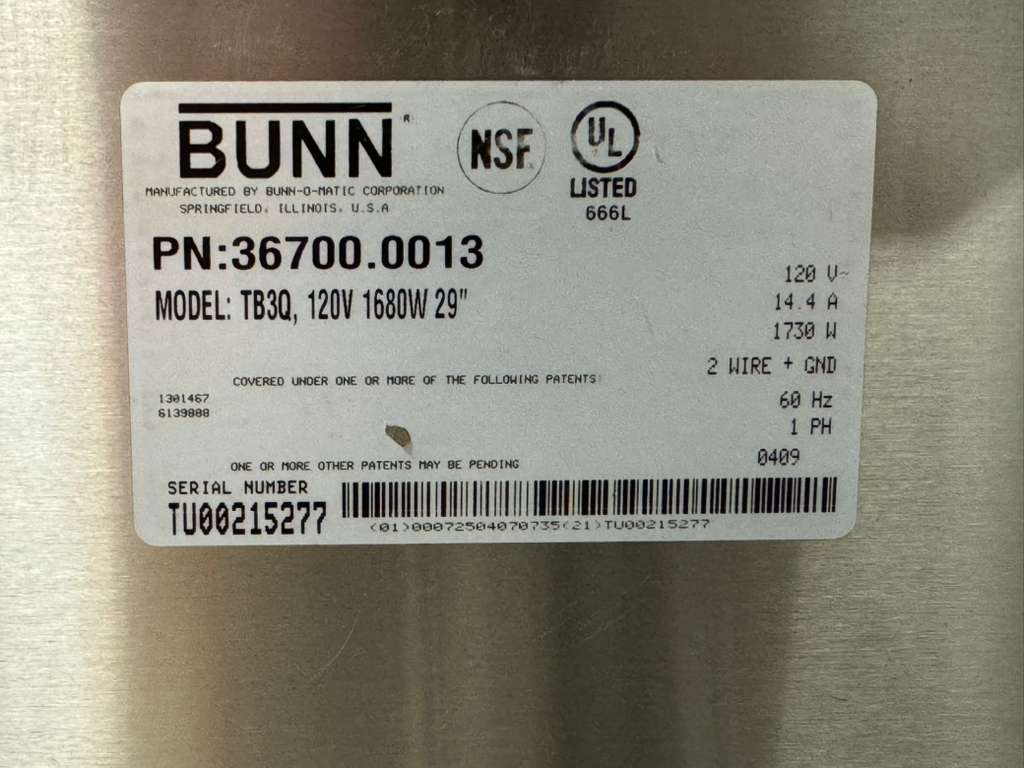 BUNN®
NSF®
UL
LISTED
666L
MANUFACTURED BY BUNN-O-MATIC CORPORATION
SPRINGFIELD, ILLINOIS, U.S.A
PN:36700.0013
MODEL: TB3Q, 120V 1680W 29"
120 V~
14.4 A
1730 W
2 WIRE + GND
60 Hz
1 PH
0409
COVERED UNDER ONE OR MORE OF THE FOLLOWING PATENTS:
1301467
6139888
ONE OR MORE OTHER PATENTS MAY BE PENDING
SERIAL NUMBER
TU00215277
(01)00072504070735(21)TU00215277